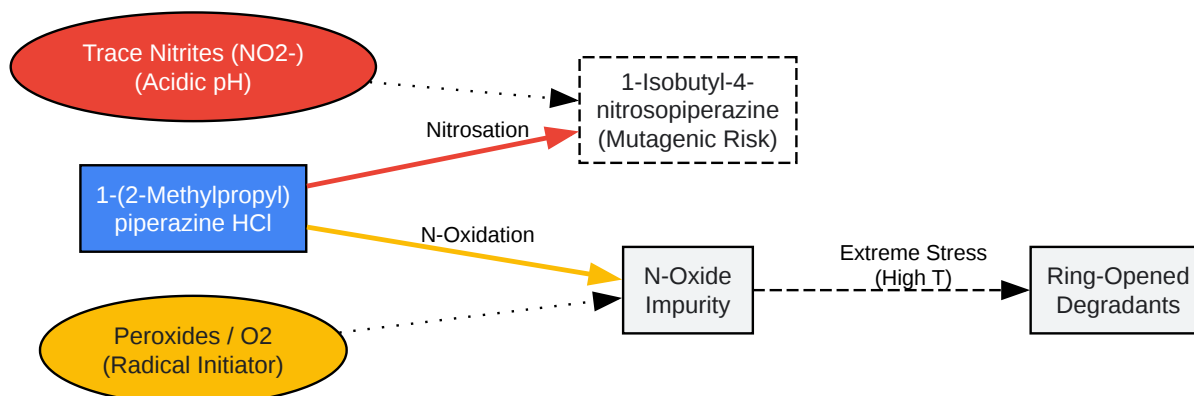 Trace Nitrites (NO2-)
(Acidic pH)
1-Isobutyl-4-
nitrosopiperazine
(Mutagenic Risk)
Nitrosation
1-(2-Methylpropyl)
piperazine HCl
N-Oxidation
N-Oxide
Impurity
Extreme Stress
(High T)
Ring-Opened
Degradants
Peroxides / O2
(Radical Initiator)